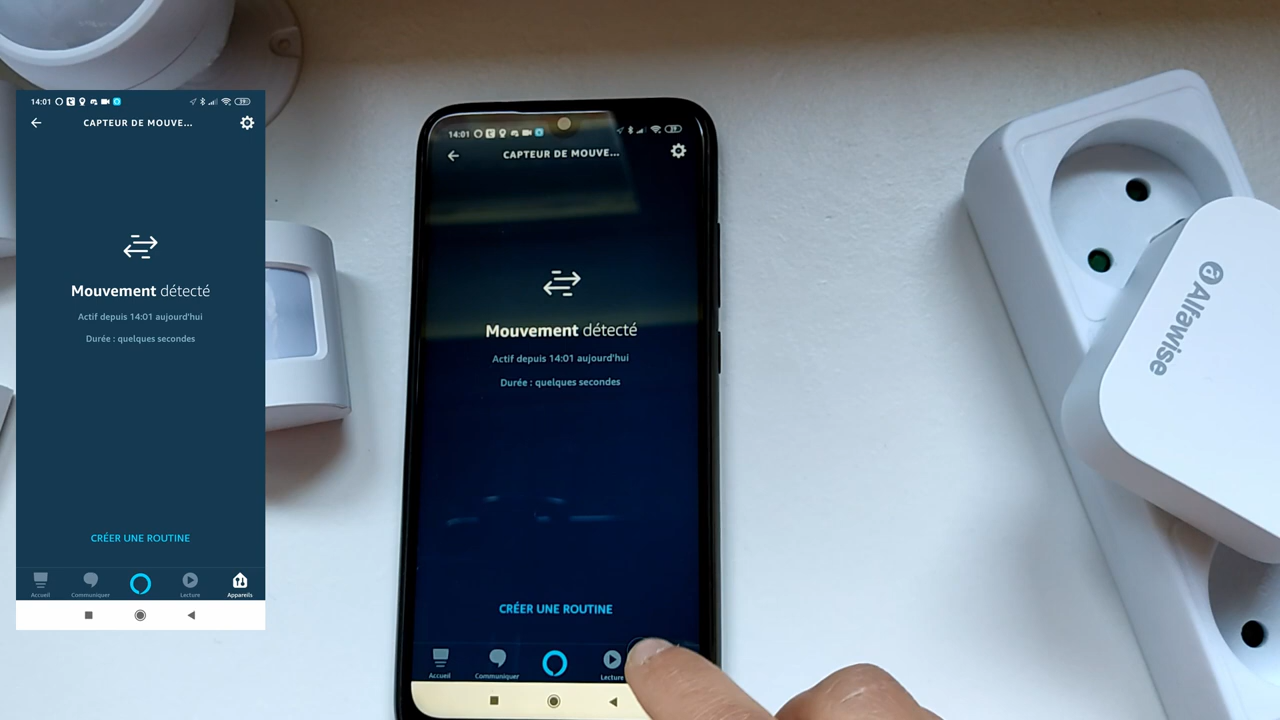 14:01
CAPTEUR DE MOUVE...
Mouvement détecté
Actif depuis 14:01 aujourd'hui
Durée : quelques secondes
CRÉER UNE ROUTINE
Accueil
Communiquer
Lecture
Appareils
14:01
CAPTEUR DE MOUVE...
Mouvement détecté
Actif depuis 14:01 aujourd'hui
Durée : quelques secondes
CRÉER UNE ROUTINE
Accueil
Communiquer
Lecture
Alfawise